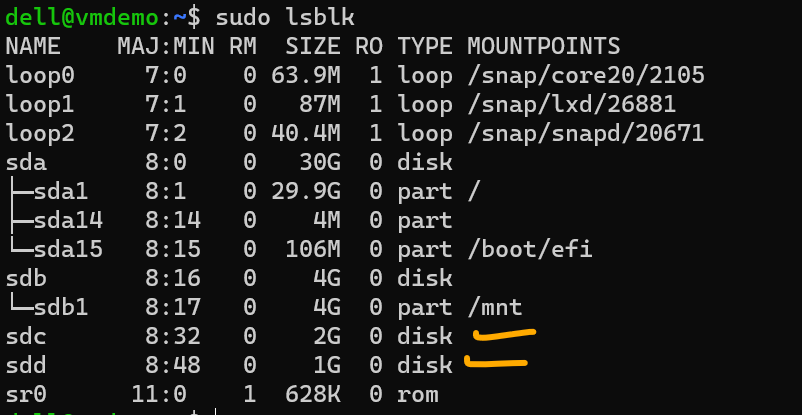 dell@vmdemo:~$ sudo lsblk
NAME    MAJ:MIN RM  SIZE RO TYPE MOUNTPOINTS
loop0     7:0    0 63.9M  1 loop /snap/core20/2105
loop1     7:1    0   87M  1 loop /snap/lxd/26881
loop2     7:2    0 40.4M  1 loop /snap/snapd/20671
sda       8:0    0   30G  0 disk
├─sda1    8:1    0 29.9G  0 part /
├─sda14   8:14   0    4M  0 part
└─sda15   8:15   0  106M  0 part /boot/efi
sdb       8:16   0    4G  0 disk
└─sdb1    8:17   0    4G  0 part /mnt
sdc       8:32   0    2G  0 disk
sdd       8:48   0    1G  0 disk
sr0      11:0    1  628K  0 rom